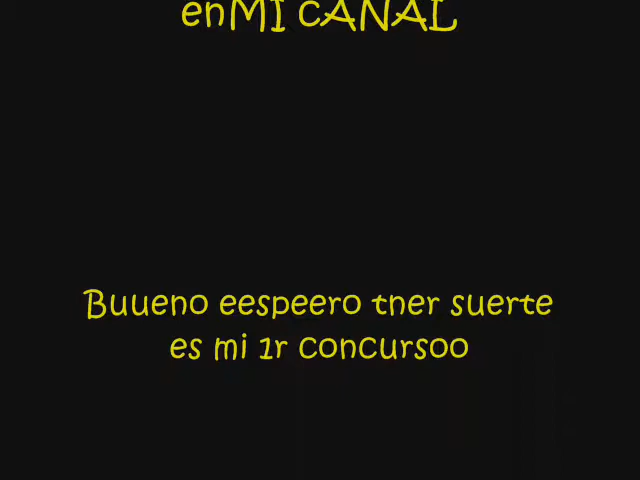 enMI cANAL
Buueno eespeero tner suerte
es mi 1r concursoo